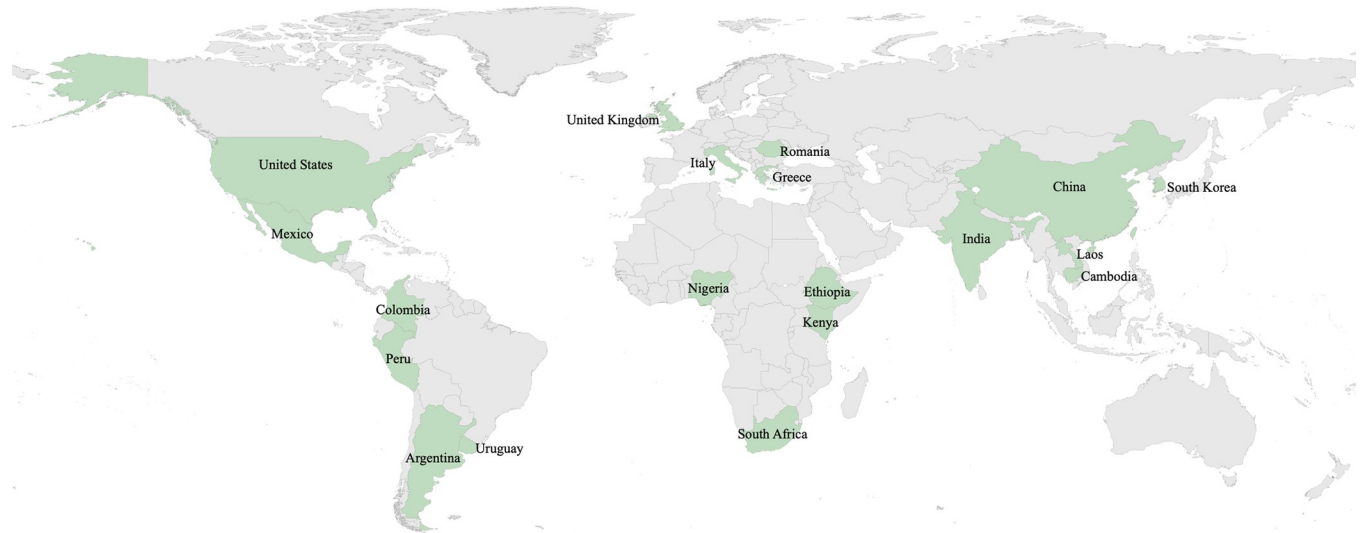 United Kingdom
Romania
Italy
United States
Greece
China
South Korea
Mexico
India
Laos
Cambodia
Nigeria
Ethiopia
Colombia
Kenya
Peru
South Africa
Uruguay
Argentina